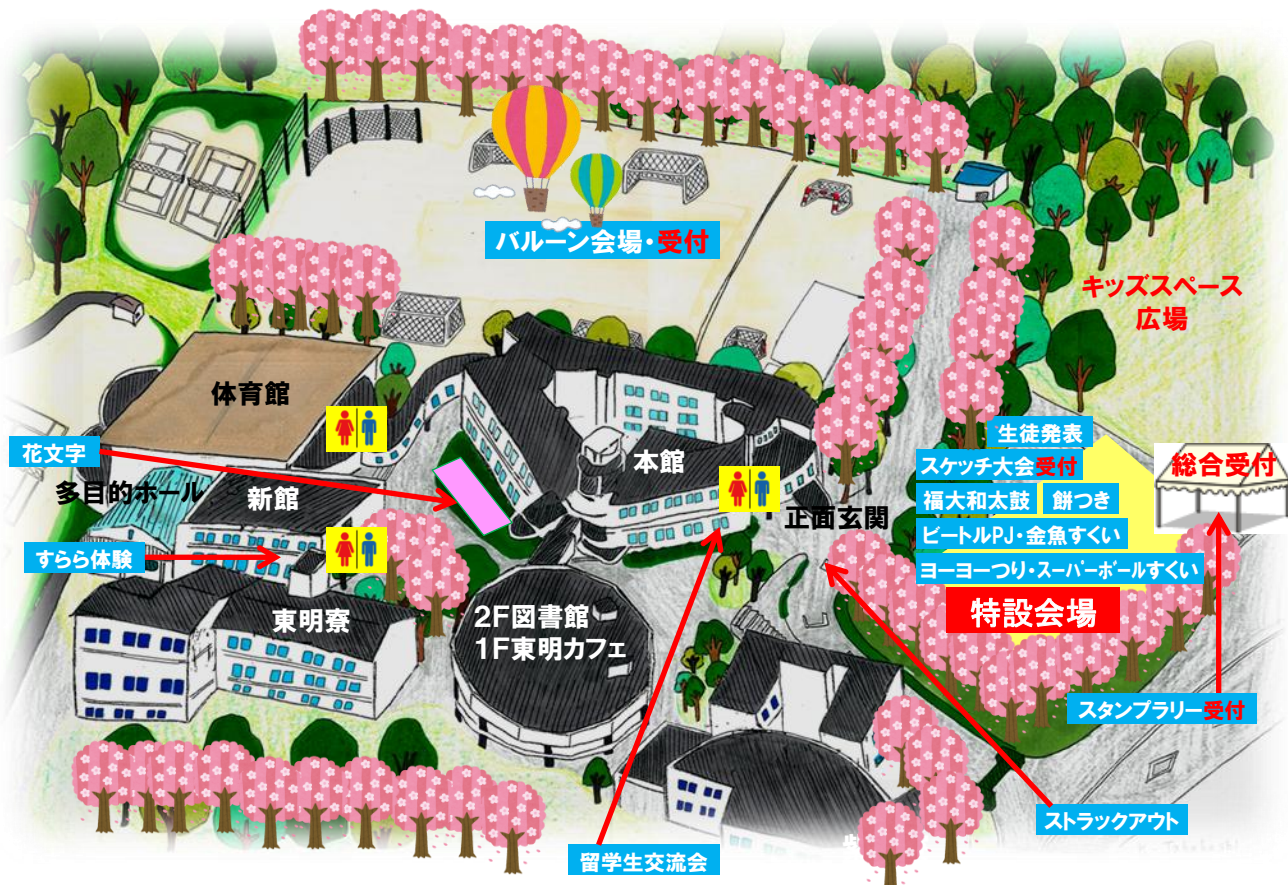 バルーン会場・受付
キッズスペース
広場
体育館
花文字
本館
生徒発表
スケッチ大会受付
総合受付
多目的ホール
新館
正面玄関
福大和太鼓
餅つき
ビートルPJ・金魚すくい
すらら体験
ヨーヨーつり・スーパーボールすくい
東明寮
2F図書館
1F東明カフェ
特設会場
スタンプラリー受付
ストラックアウト
留学生交流会